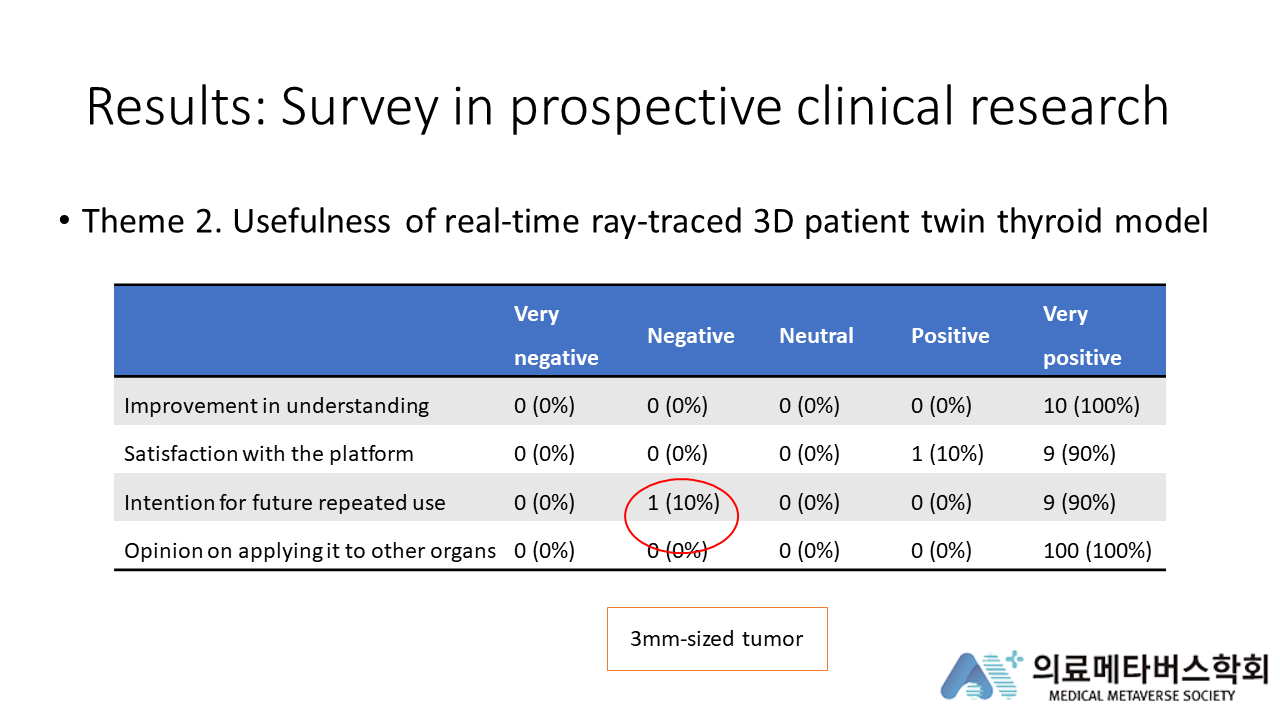 Results: Survey in prospective clinical research
• Theme 2. Usefulness of real-time ray-traced 3D patient twin thyroid model
Very negative Negative Neutral Positive Very positive
Improvement in understanding 0 (0%) 0 (0%) 0 (0%) 0 (0%) 10 (100%)
Satisfaction with the platform 0 (0%) 0 (0%) 0 (0%) 1 (10%) 9 (90%)
Intention for future repeated use 0 (0%) 1 (10%) 0 (0%) 0 (0%) 9 (90%)
Opinion on applying it to other organs 0 (0%) 0 (0%) 0 (0%) 0 (0%) 100 (100%)
3mm-sized tumor
의료메타버스학회
MEDICAL METAVERSE SOCIETY